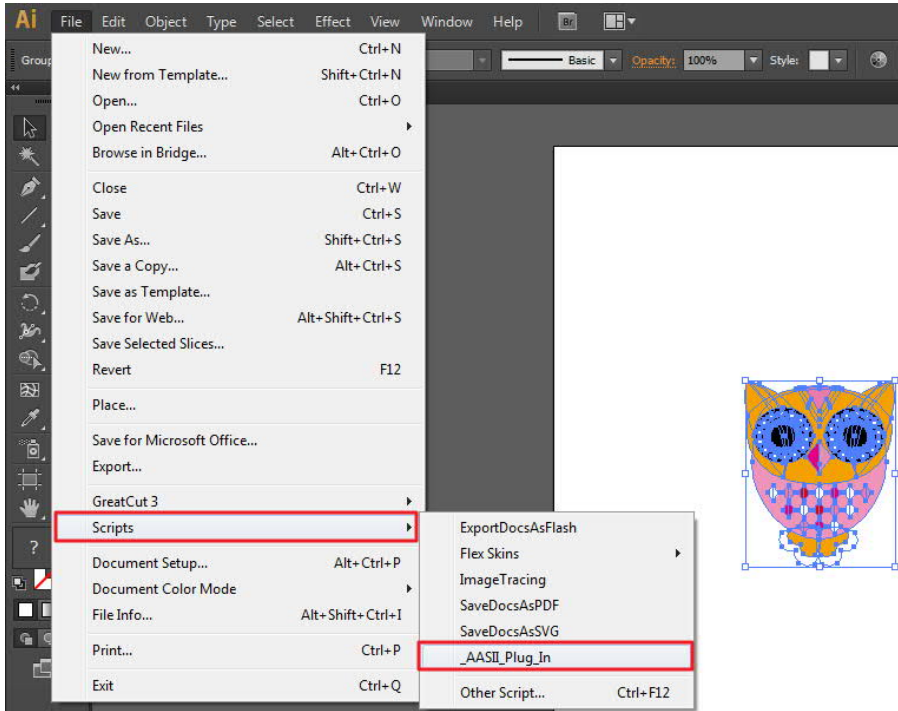 Ai File Edit Object Type Select Effect View Window Help Br
Group
Basic Opacity: 100% Style:
New... Ctrl+N
New from Template... Shift+Ctrl+N
Open... Ctrl+O
Open Recent Files
Browse in Bridge... Alt+Ctrl+O
Close Ctrl+W
Save Ctrl+S
Save As... Shift+Ctrl+S
Save a Copy... Alt+Ctrl+S
Save as Template...
Save for Web... Alt+Shift+Ctrl+S
Save Selected Slices...
Revert F12
Place...
Save for Microsoft Office...
Export...
GreatCut 3
Scripts
Document Setup... Alt+Ctrl+P
Document Color Mode
File Info... Alt+Shift+Ctrl+I
Print... Ctrl+P
Exit Ctrl+Q
ExportDocsAsFlash
Flex Skins
ImageTracing
SaveDocsAsPDF
SaveDocsAsSVG
_AASII_Plug_In
Other Script... Ctrl+F12
?